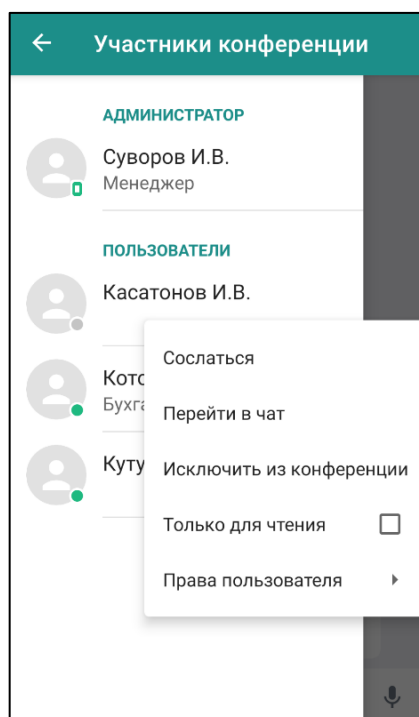 Участники конференции
АДМИНИСТРАТОР
Суворов И.В.
Менеджер
ПОЛЬЗОВАТЕЛИ
Касатонов И.В.
Сослаться
Перейти в чат
Исключить из конференции
Только для чтения
Права пользователя